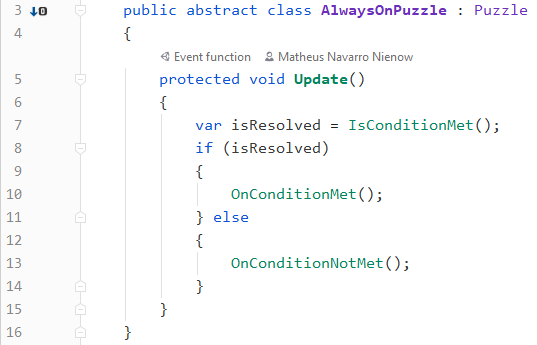 3 public abstract class AlwaysOnPuzzle : Puzzle
4 {
Event function Matheus Navarro Nienow
5 protected void Update()
6 {
7 var isResolved = IsConditionMet();
8 if (isResolved)
9 {
10 OnConditionMet();
11 } else
12 {
13 OnConditionNotMet();
14 }
15 }
16 }